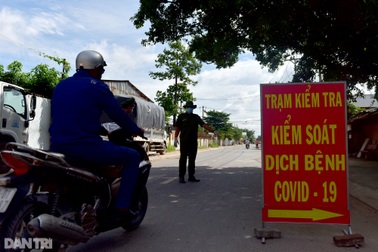 TRẠM KIỂM TRA
KIỂM SOÁT
DỊCH BỆNH
COVID - 19
DÂN TRÍ